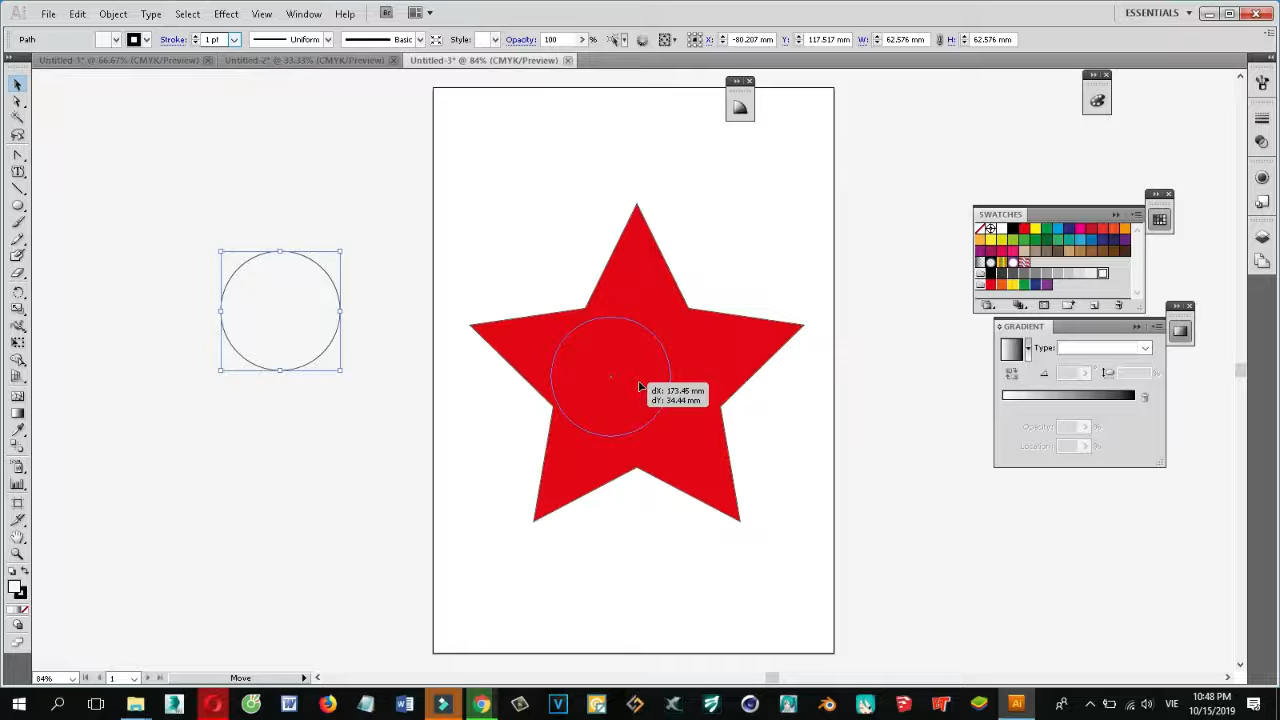 Ai File Edit Object Type Select Effect View Window Help Br ESSENTIALS
Path Stroke: 1 pt Uniform Basic Style: Opacity: 100 % X: -80.207 mm Y: 117.517 mm W: 62.576 mm H: 62.576 mm
Untitled-1* @ 66.67% (CMYK/Preview) Untitled-2* @ 33.33% (CMYK/Preview) Untitled-3* @ 84% (CMYK/Preview)
SWATCHES
GRADIENT
Type:
%
dX: 173.45 mm
dY: 34.44 mm
Opacity: %
Location: %
84% 1 Move
W V Ai VIE 10:48 PM
10/15/2019